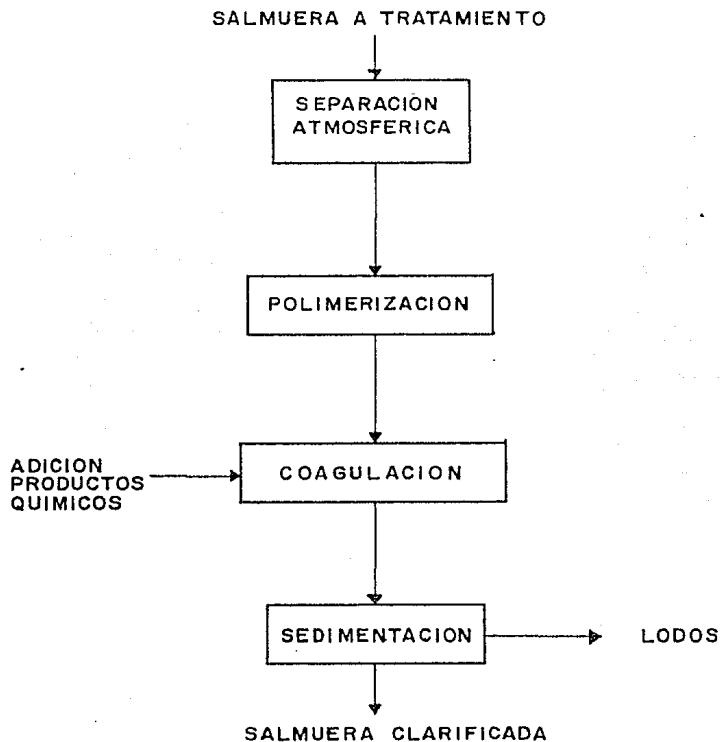 SALMUERA A TRATAMIENTO
SEPARACION
ATMOSFERICA
POLIMERIZACION
ADICION
PRODUCTOS
QUIMICOS
COAGULACION
SEDIMENTACION
LODOS
SALMUERA CLARIFICADA